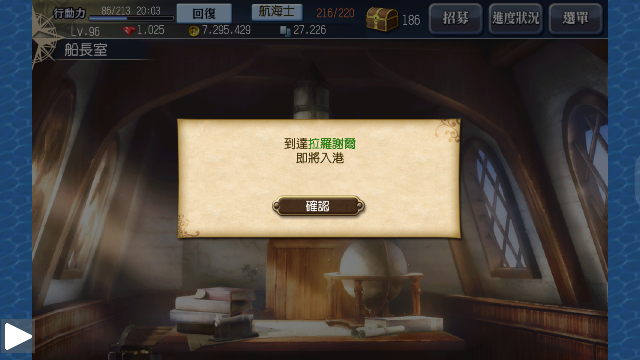 行動力 86/213 20:03 回復 航海士 216/220 186 招募 進度狀況 選單
Lv.96 1.025 7.295.429 27.226
船長室
到達拉羅謝爾
即將入港
確認